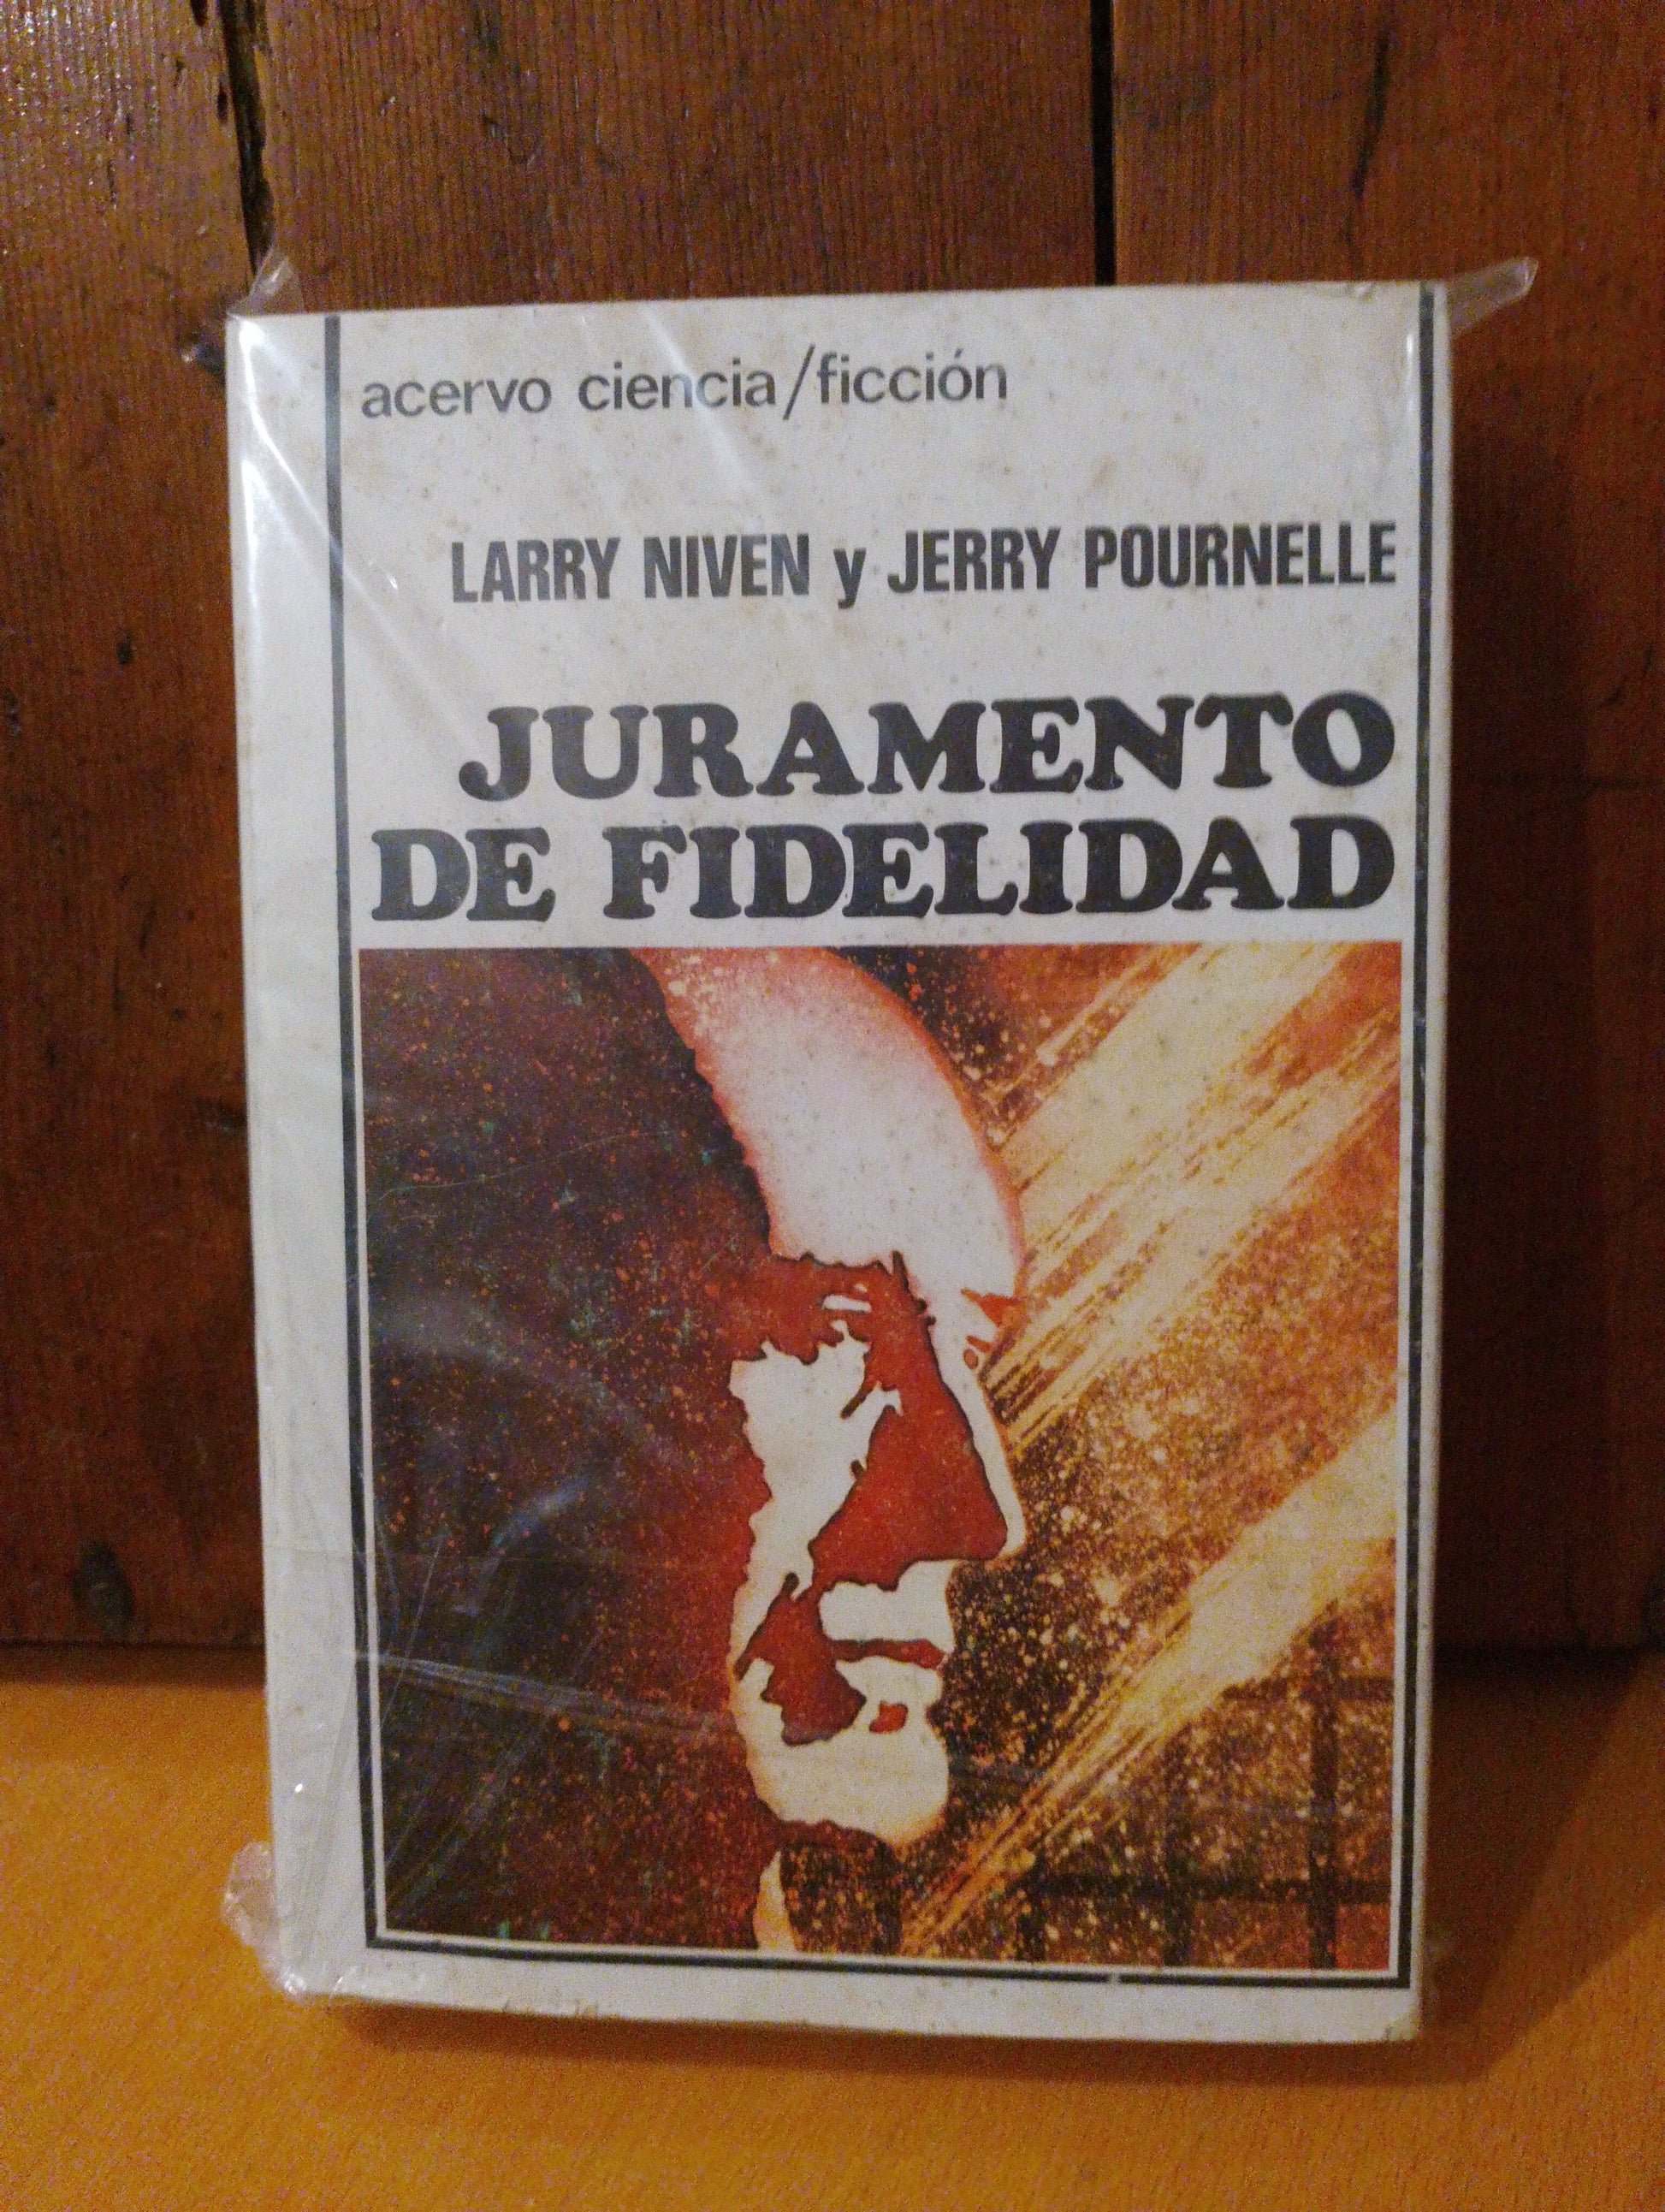 acervo ciencia/ficción
LARRY NIVEN y JERRY POURNELLE
JURAMENTO
DE FIDELIDAD